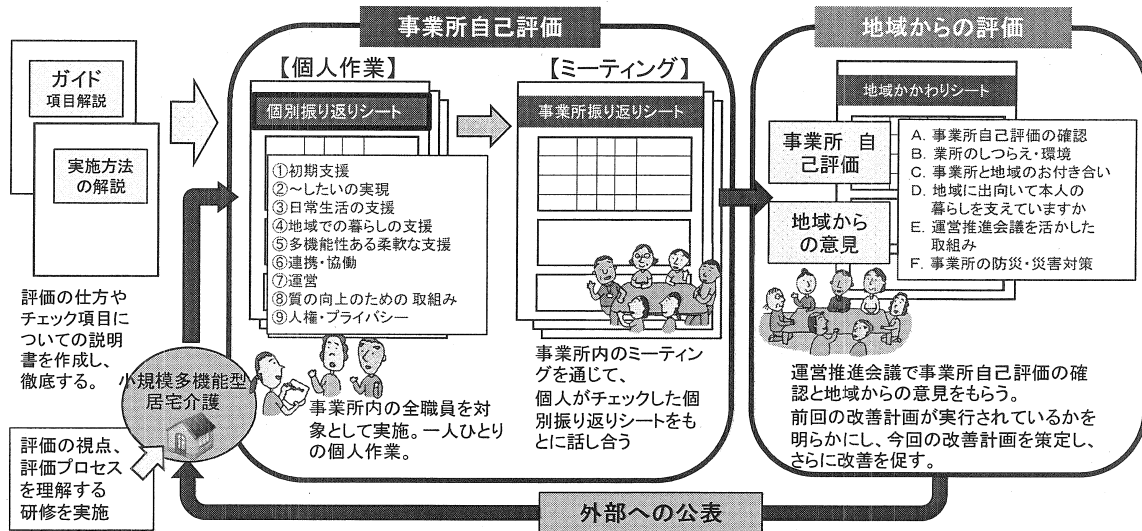 ガイド
項目解説
実施方法
の解説
評価の仕方や
チェック項目に
ついての説明
書を作成し、
徹底する。
小規模多機能型
居宅介護
評価の視点、
評価プロセス
を理解する
研修を実施
事業所自己評価
【個人作業】
個別振り返りシート
①初期支援
②～したいの実現
③日常生活の支援
④地域での暮らしの支援
⑤多機能性ある柔軟な支援
⑥連携・協働
⑦運営
⑧質の向上のための 取組み
⑨人権・プライバシー
事業所内の全職員を対
象として実施。一人ひとり
の個人作業。
【ミーティング】
事業所振り返りシート
事業所内のミーティン
グを通じて、
個人がチェックした個
別振り返りシートをも
とに話し合う
地域からの評価
地域かかわりシート
事業所 自
己評価
地域から
の意見
A. 事業所自己評価の確認
B. 業所のしつらえ・環境
C. 事業所と地域のお付き合い
D. 地域に出向いて本人の
暮らしを支えていますか
E. 運営推進会議を活かした
取組み
F. 事業所の防災・災害対策
運営推進会議で事業所自己評価の確
認と地域からの意見をもらう。
前回の改善計画が実行されているかを
明らかにし、今回の改善計画を策定し、
さらに改善を促す。
外部への公表